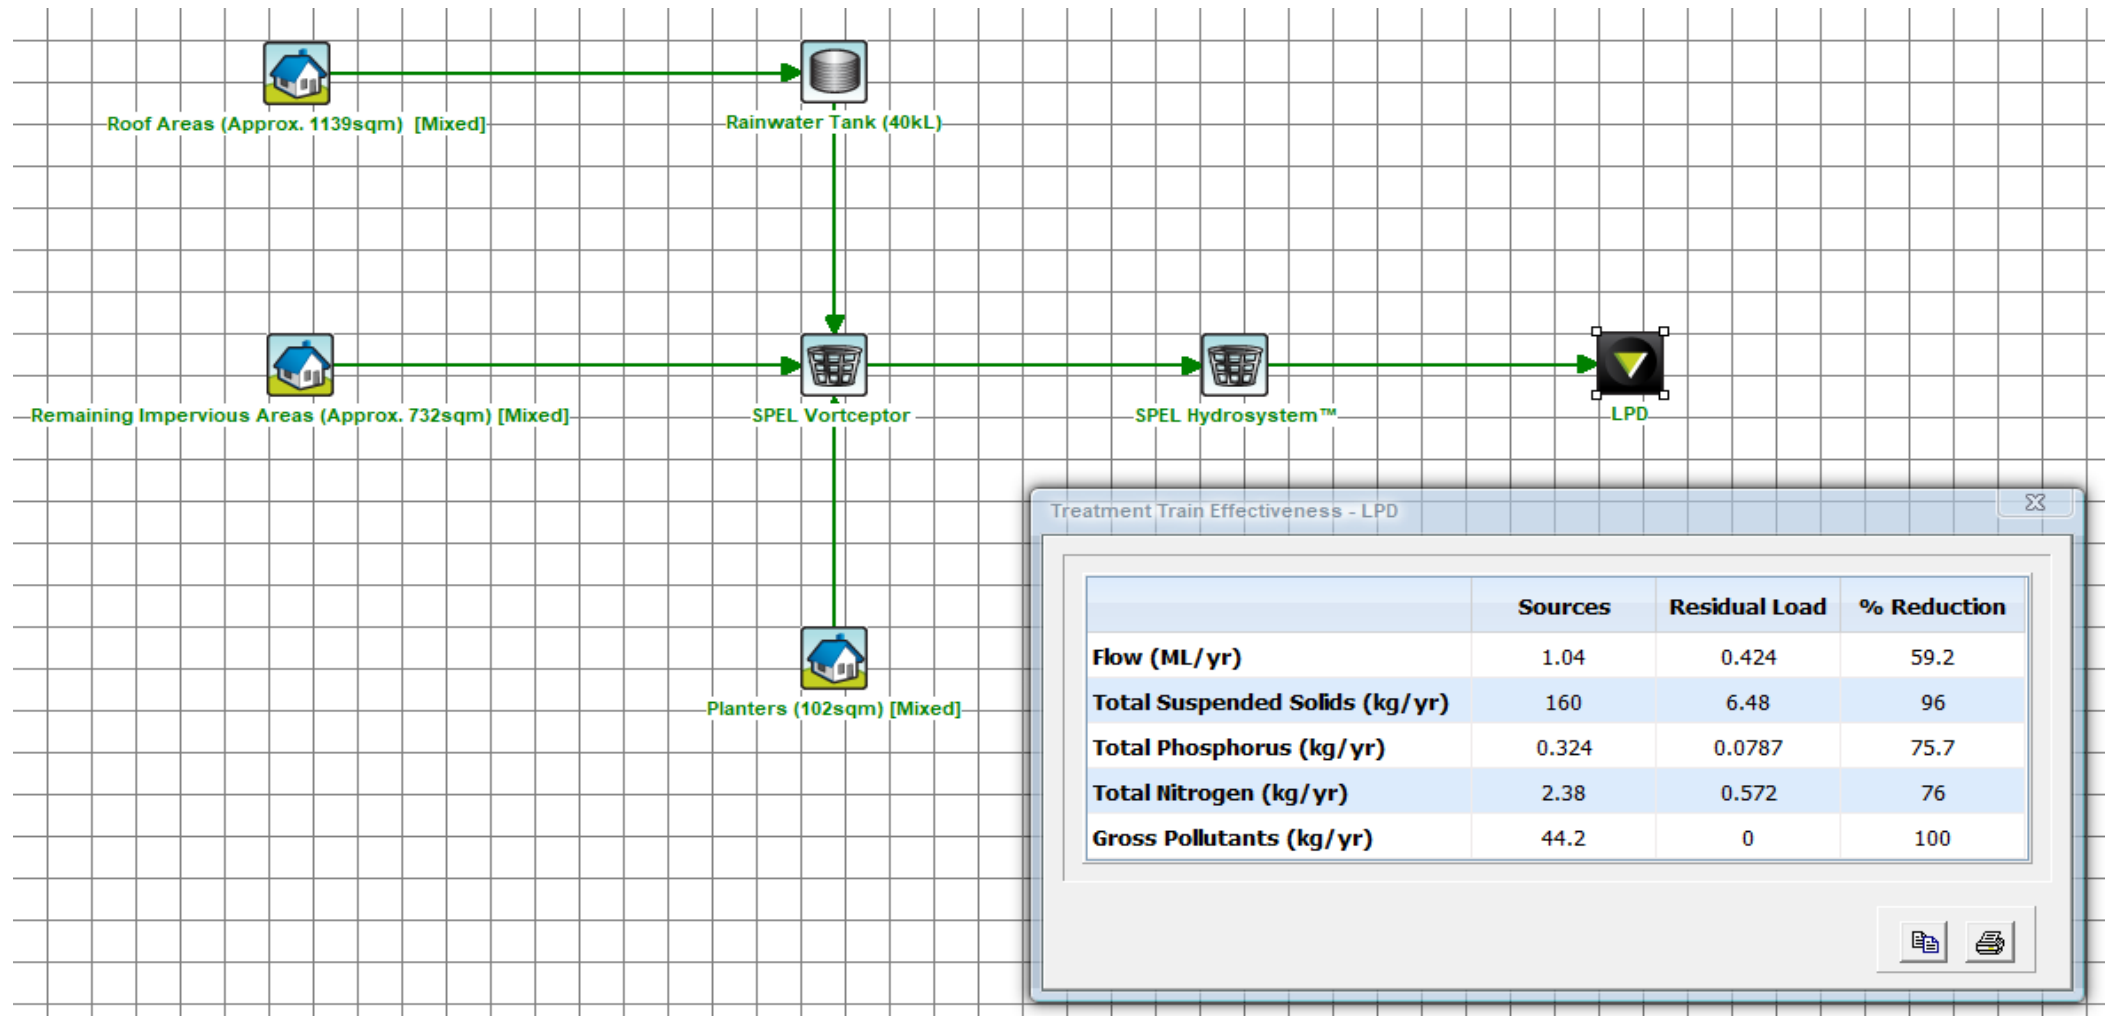 Roof Areas (Approx. 1139sqm) [Mixed]
Rainwater Tank (40kL)
Remaining Impervious Areas (Approx. 732sqm) [Mixed]
SPEL Vortceptor
SPEL Hydrosystem™
LPD
Planters (102sqm) [Mixed]
Treatment Train Effectiveness - LPD
Sources Residual Load % Reduction
Flow (ML/yr) 1.04 0.424 59.2
Total Suspended Solids (kg/yr) 160 6.48 96
Total Phosphorus (kg/yr) 0.324 0.0787 75.7
Total Nitrogen (kg/yr) 2.38 0.572 76
Gross Pollutants (kg/yr) 44.2 0 100